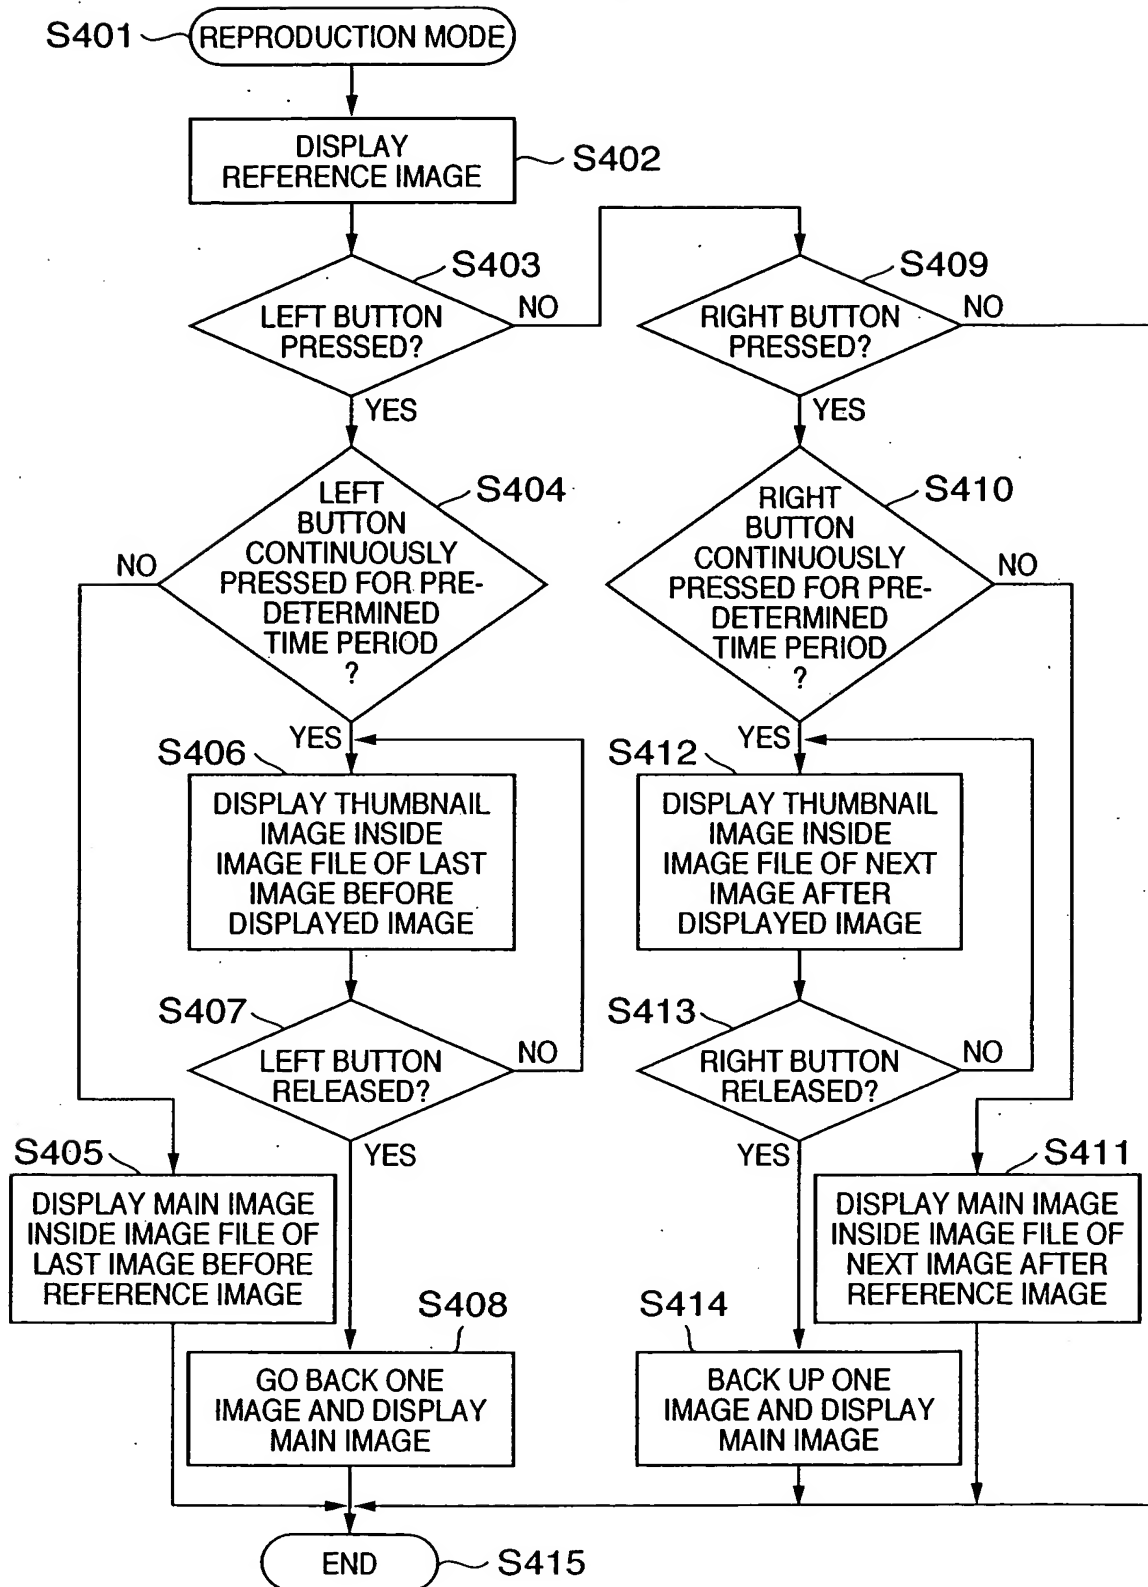 S401
REPRODUCTION MODE
DISPLAY
REFERENCE IMAGE
S402
S403
LEFT BUTTON
PRESSED?
NO
YES
S409
RIGHT BUTTON
PRESSED?
NO
YES
S404
LEFT
BUTTON
CONTINUOUSLY
PRESSED FOR PRE-
DETERMINED
TIME PERIOD
?
NO
YES
S410
RIGHT
BUTTON
CONTINUOUSLY
PRESSED FOR PRE-
DETERMINED
TIME PERIOD
?
NO
YES
S406
DISPLAY THUMBNAIL
IMAGE INSIDE
IMAGE FILE OF LAST
IMAGE BEFORE
DISPLAYED IMAGE
S412
DISPLAY THUMBNAIL
IMAGE INSIDE
IMAGE FILE OF NEXT
IMAGE AFTER
DISPLAYED IMAGE
S407
LEFT BUTTON
RELEASED?
NO
YES
S413
RIGHT BUTTON
RELEASED?
NO
YES
S405
DISPLAY MAIN IMAGE
INSIDE IMAGE FILE OF
LAST IMAGE BEFORE
REFERENCE IMAGE
S411
DISPLAY MAIN IMAGE
INSIDE IMAGE FILE OF
NEXT IMAGE AFTER
REFERENCE IMAGE
S408
GO BACK ONE
IMAGE AND DISPLAY
MAIN IMAGE
S414
BACK UP ONE
IMAGE AND DISPLAY
MAIN IMAGE
END
S415